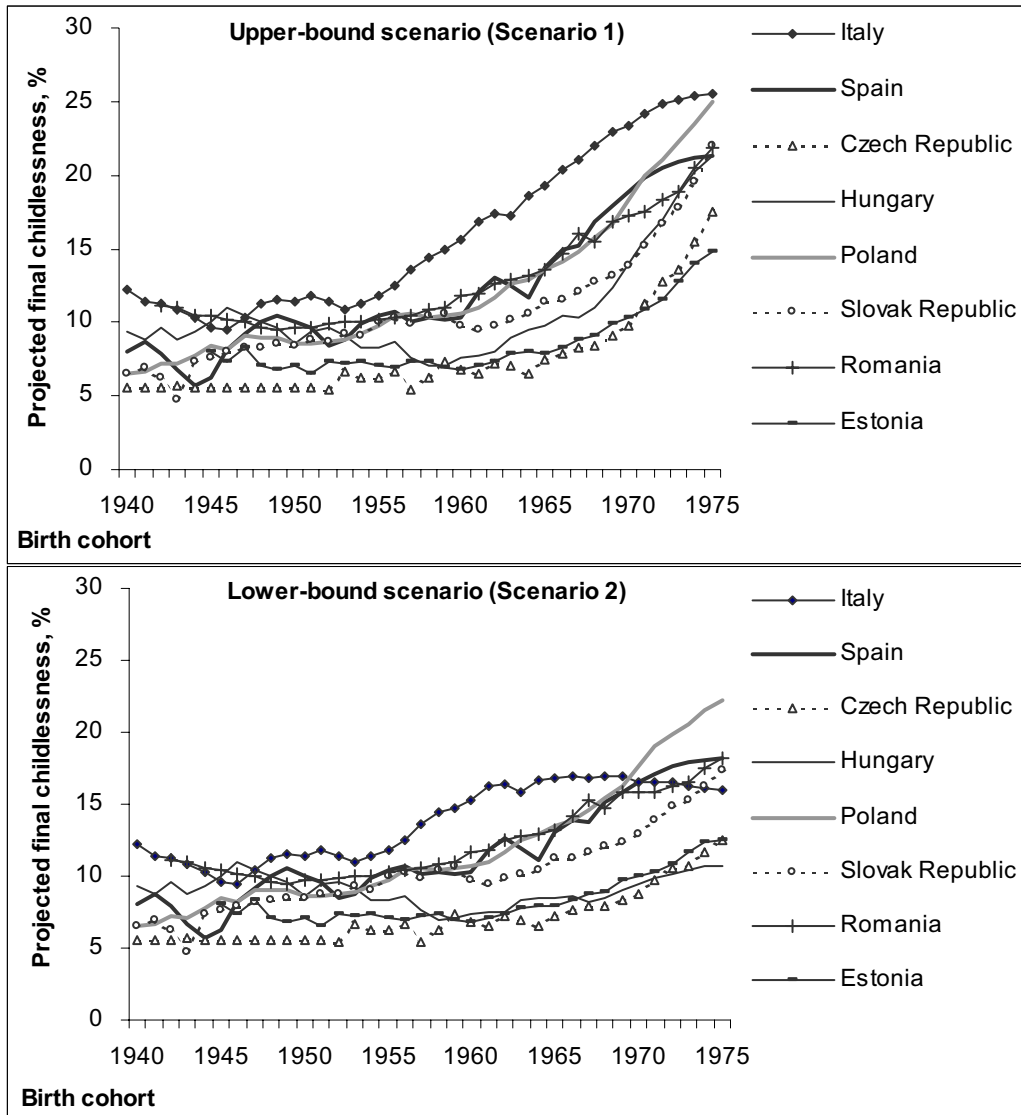 Upper-bound scenario (Scenario 1)
Projected final childlessness, %
30
25
20
15
10
5
0
1940 1945 1950 1955 1960 1965 1970 1975
Birth cohort
Italy
Spain
Czech Republic
Hungary
Poland
Slovak Republic
Romania
Estonia
Lower-bound scenario (Scenario 2)
Projected final childlessness, %
30
25
20
15
10
5
0
1940 1945 1950 1955 1960 1965 1970 1975
Birth cohort
Italy
Spain
Czech Republic
Hungary
Poland
Slovak Republic
Romania
Estonia